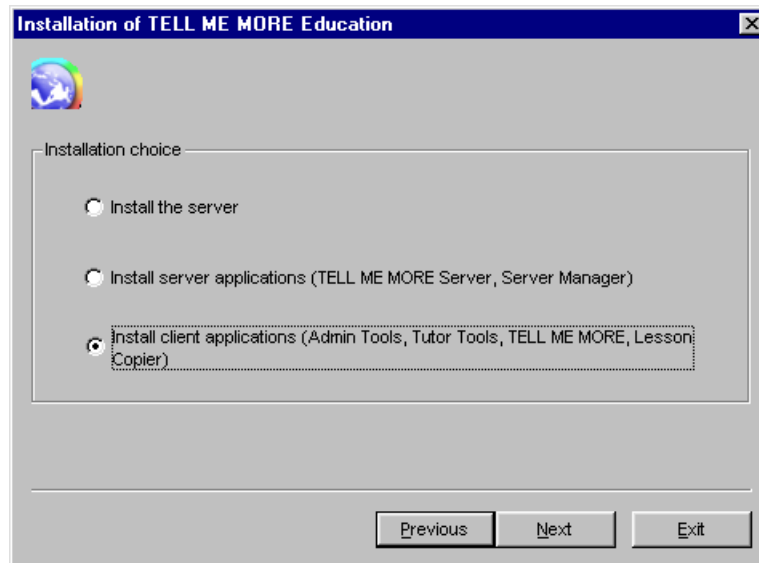 Installation of TELL ME MORE Education
Installation choice
Install the server
Install server applications (TELL ME MORE Server, Server Manager)
Install client applications (Admin Tools, Tutor Tools, TELL ME MORE, Lesson
Copier)
Previous
Next
Exit